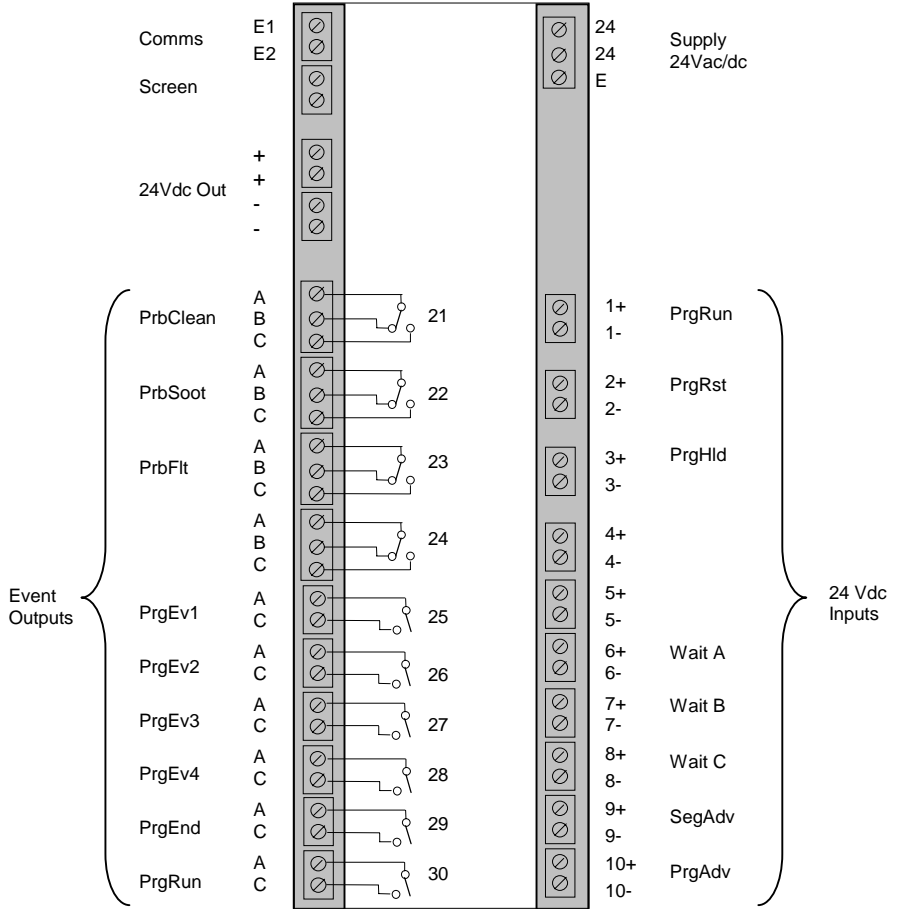 Comms E1
E2
Screen
24Vdc Out
+
+
-
-
24 Supply
24 24Vac/dc
E
Event
Outputs
PrbClean
A
B
C
21
PrbSoot
A
B
C
22
PrbFlt
A
B
C
23
A
B
C
24
PrgEv1
A
C
25
PrgEv2
A
C
26
PrgEv3
A
C
27
PrgEv4
A
C
28
PrgEnd
A
C
29
PrgRun
A
C
30
1+
1-
PrgRun
2+
2-
PrgRst
3+
3-
PrgHld
4+
4-
5+
5-
6+
6-
Wait A
7+
7-
Wait B
8+
8-
Wait C
9+
9-
SegAdv
10+
10-
PrgAdv
24 Vdc
Inputs